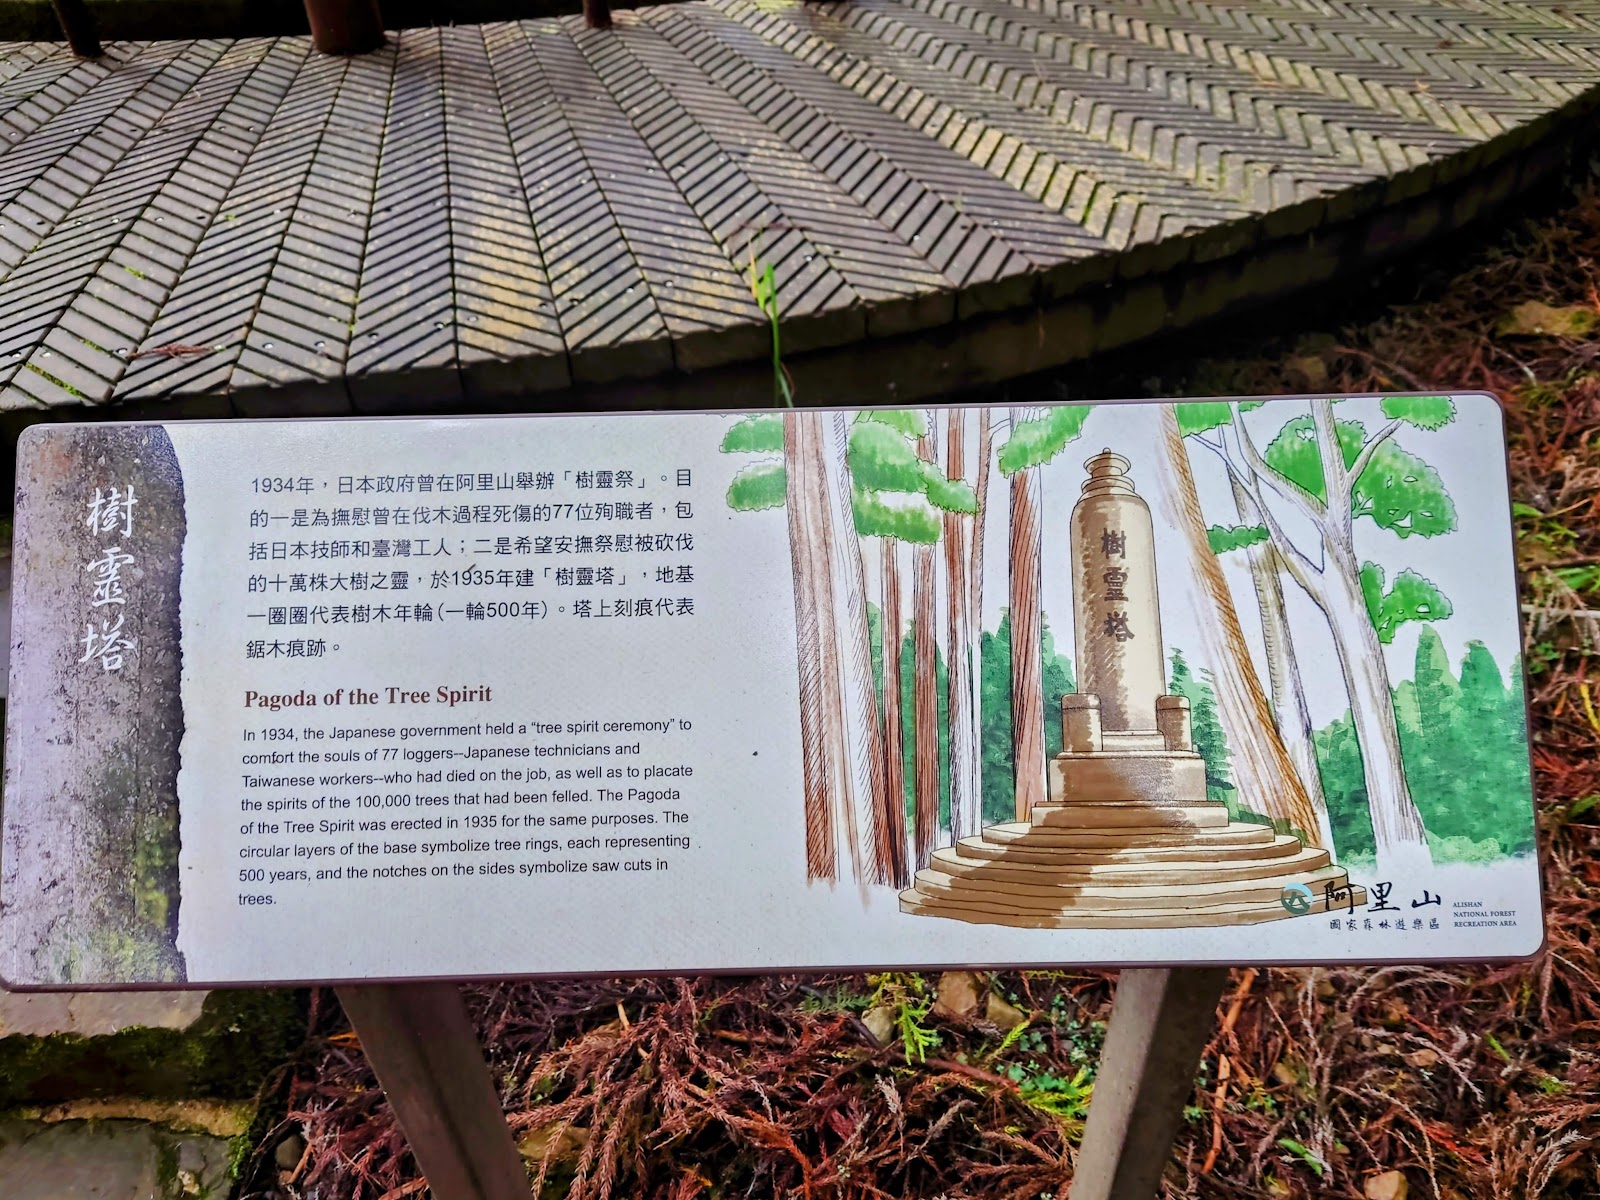 樹靈塔
1934年，日本政府曾在阿里山舉辦「樹靈祭」。目
的一是為撫慰曾在伐木過程死傷的77位殉職者，包
括日本技師和臺灣工人；二是希望安撫祭慰被砍伐
的十萬株大樹之靈，於1935年建「樹靈塔」，地基
一圈圈代表樹木年輪(一輪500年)。塔上刻痕代表
鋸木痕跡。
Pagoda of the Tree Spirit
In 1934, the Japanese government held a “tree spirit ceremony” to
comfort the souls of 77 loggers--Japanese technicians and
Taiwanese workers--who had died on the job, as well as to placate
the spirits of the 100,000 trees that had been felled. The Pagoda
of the Tree Spirit was erected in 1935 for the same purposes. The
circular layers of the base symbolize tree rings, each representing
500 years, and the notches on the sides symbolize saw cuts in
trees.
樹靈塔
阿里山
國家森林遊樂區
ALISHAN
NATIONAL FOREST
RECREATION AREA